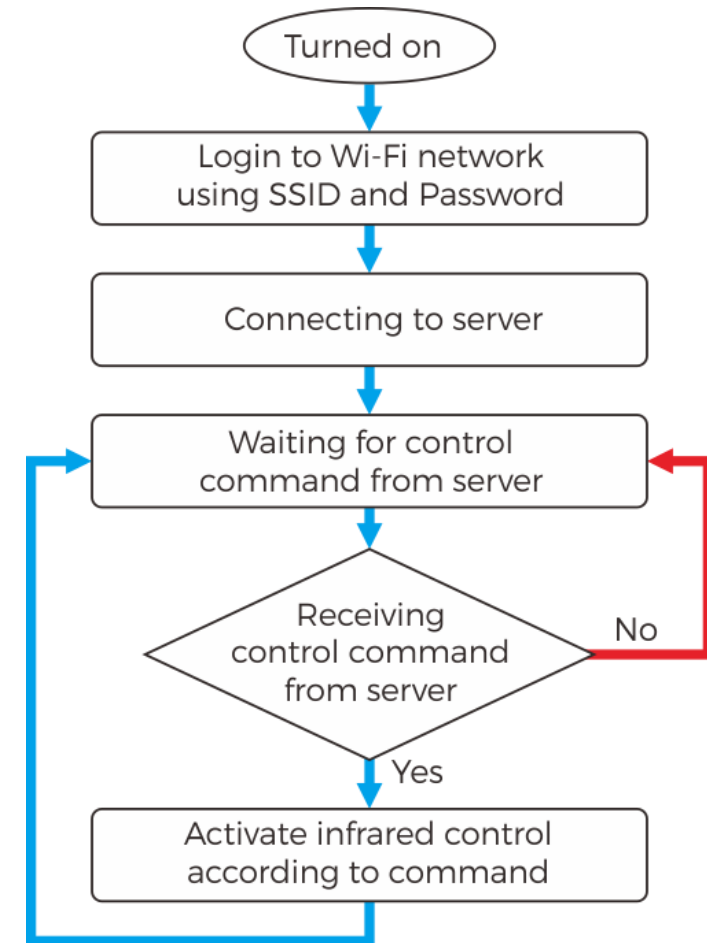 Turned on
Login to Wi-Fi network
using SSID and Password
Connecting to server
Waiting for control
command from server
Receiving
control command
from server
No
Yes
Activate infrared control
according to command